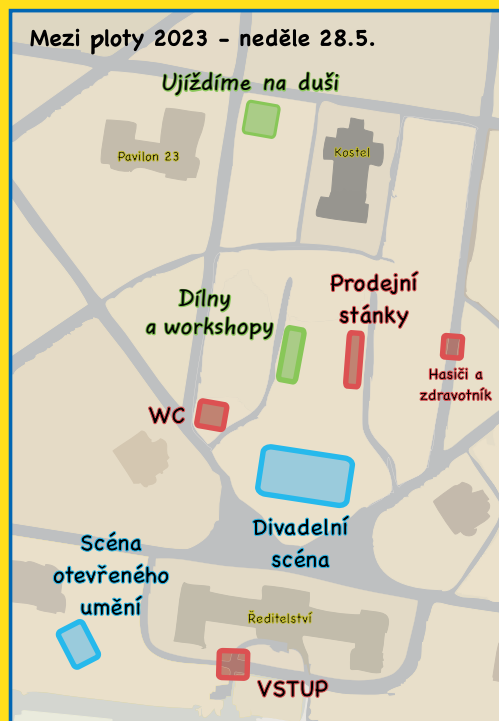 Mezi ploty 2023 - neděle 28.5.
Ujíždíme na duši
Pavilon 23
Kostel
Prodejní
stánky
Dílny
a workshopy
Hasiči a
zdravotník
WC
Divadelní
scéna
Scéna
otevřeného
umění
Ředitelství
VSTUP